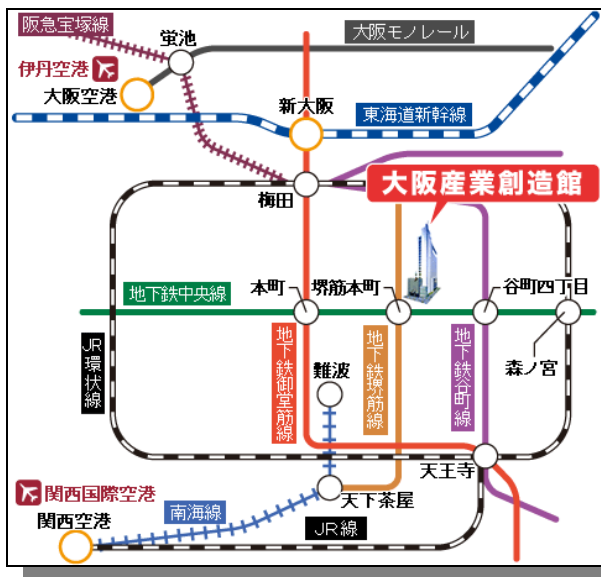 阪急宝塚線
大阪モノレール
蛍池
伊丹空港
大阪空港
新大阪
東海道新幹線
梅田
大阪産業創造館
地下鉄中央線
本町
堺筋本町
谷町四丁目
JR環状線
地下鉄御堂筋線
地下鉄堺筋線
地下鉄谷町線
森ノ宮
難波
天王寺
関西国際空港
天下茶屋
関西空港
南海線
JR線